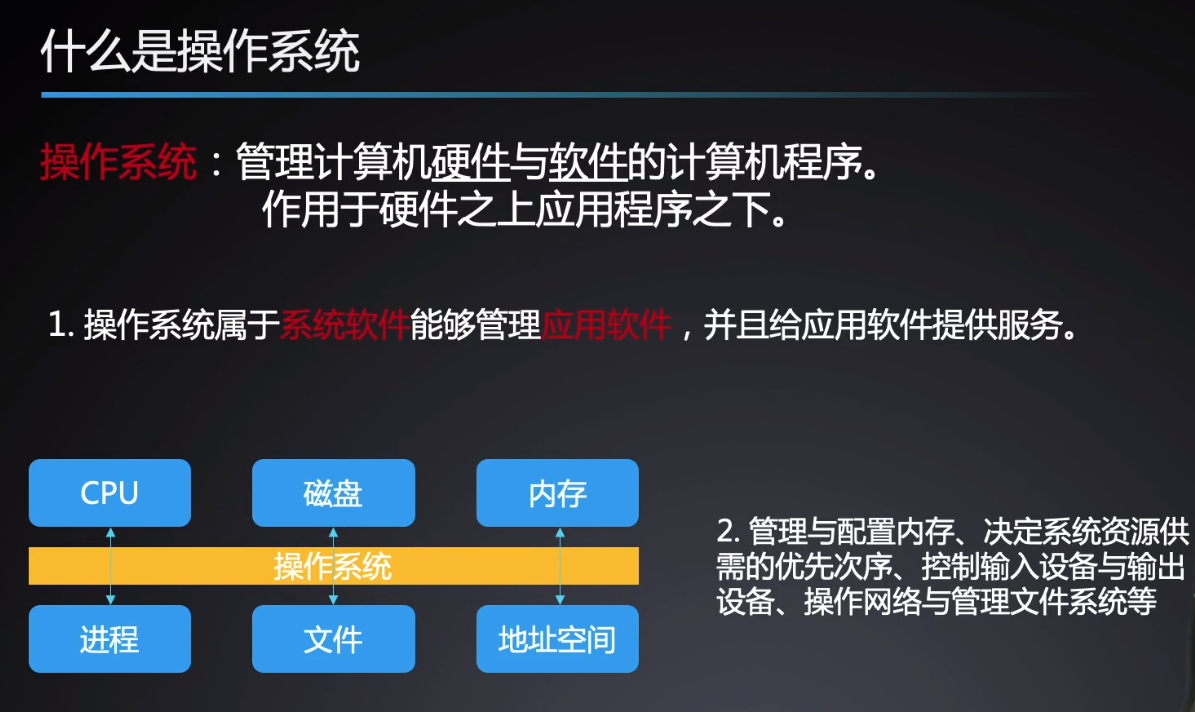 什么是操作系统
操作系统：管理计算机硬件与软件的计算机程序。
作用于硬件之上应用程序之下。
1. 操作系统属于系统软件能够管理应用软件，并且给应用软件提供服务。
CPU
磁盘
内存
操作系统
进程
文件
地址空间
2. 管理与配置内存、决定系统资源供
需的优先次序、控制输入设备与输出
设备、操作网络与管理文件系统等